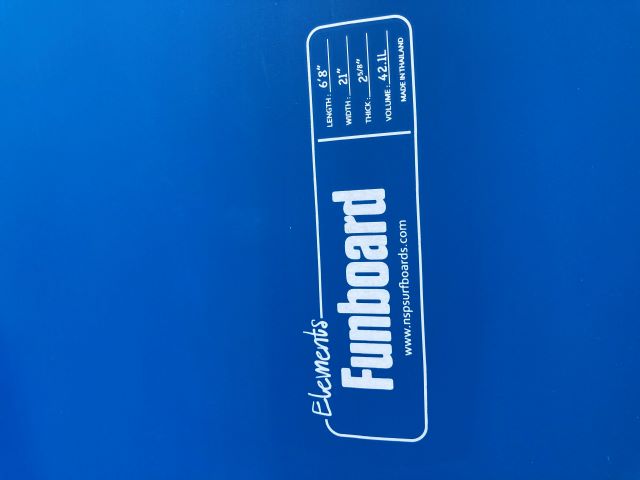 Elements
Funboard
www.nspsurfboards.com
LENGTH: 6'8"
WIDTH: 21"
THICK: 2 5/8"
VOLUME: 42.1L
MADE IN THAILAND